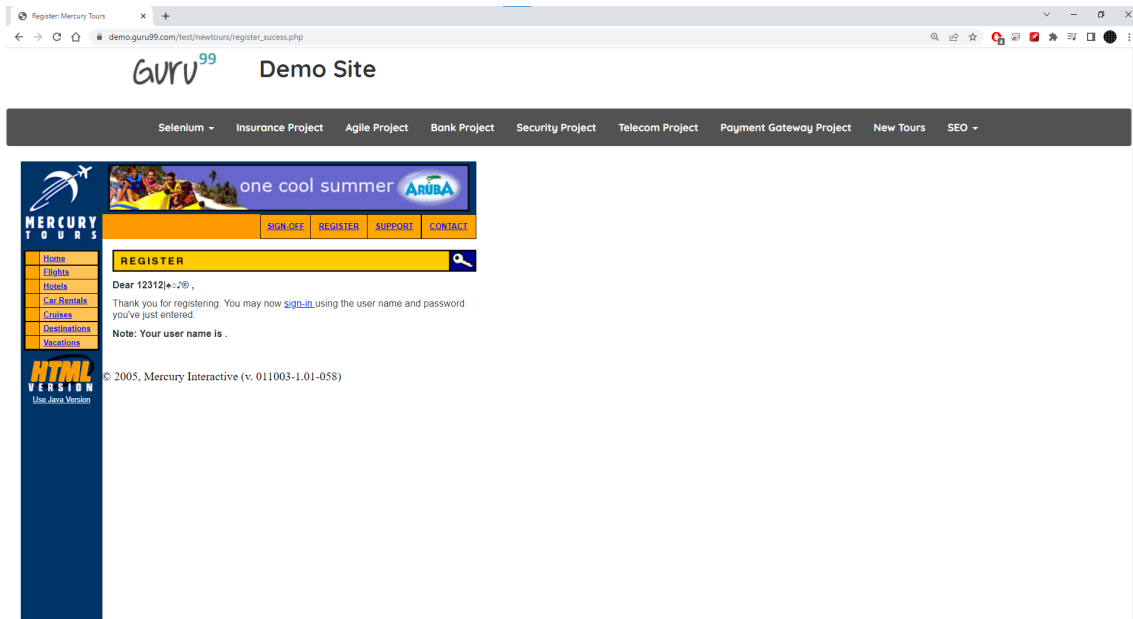 Register: Mercury Tours
demo.guru99.com/test/newtours/register_sucess.php
Guru99 Demo Site
Selenium Insurance Project Agile Project Bank Project Security Project Telecom Project Payment Gateway Project New Tours SEO
one cool summer ARUBA
MERCURY
TOURS
SIGN-OFF REGISTER SUPPORT CONTACT
Home
Flights
Hotels
Car Rentals
Cruises
Destinations
Vacations
HTML
VERSION
Use Java Version
REGISTER
Dear 12312|♠○♪® ,
Thank you for registering. You may now sign-in using the user name and password
you've just entered.
Note: Your user name is .
© 2005, Mercury Interactive (v. 011003-1.01-058)